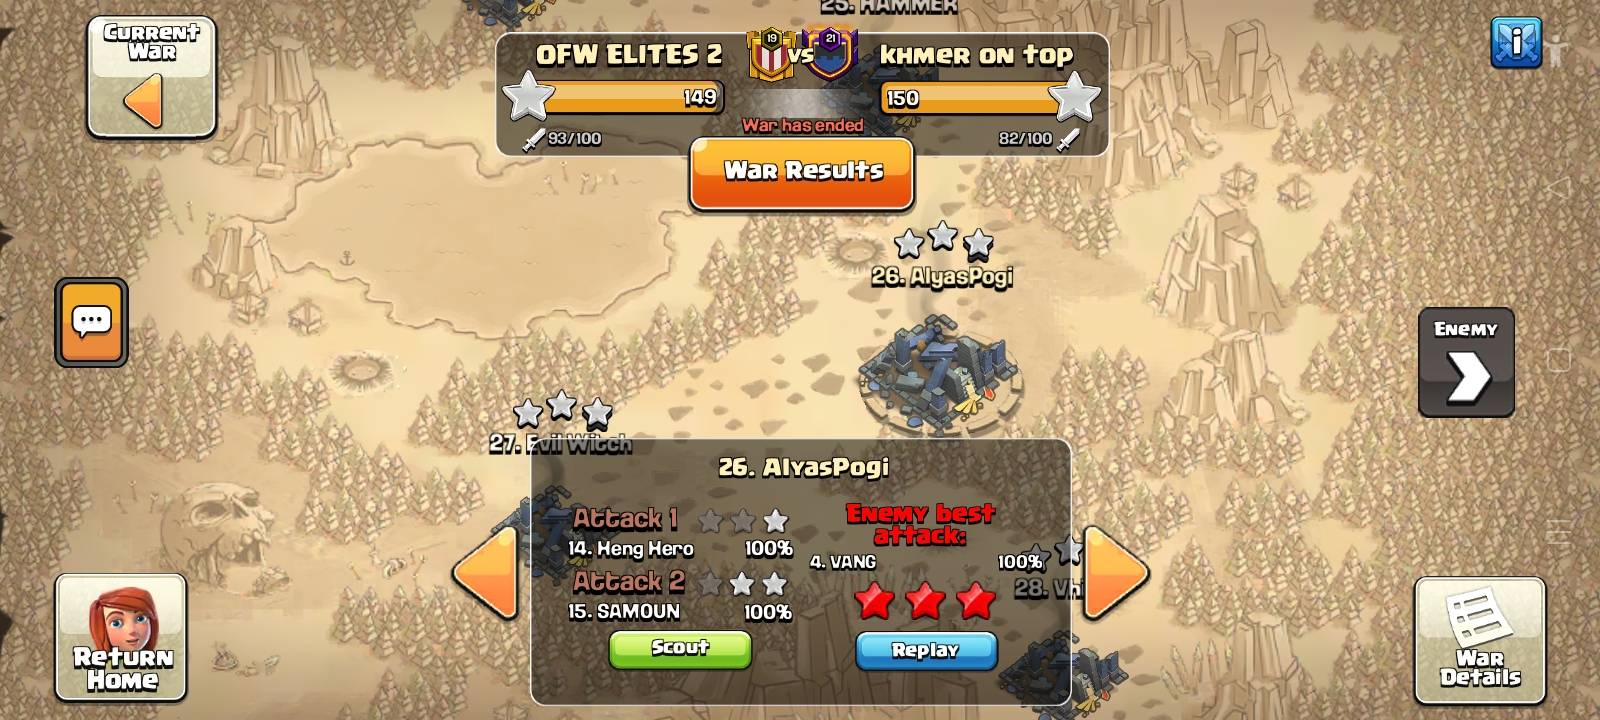 25. HAMMER
Current
War
OFW ELITES 2
19
vs
21
KHMER ON TOP
149
150
War has ended
93/100
82/100
War Results
26. AlyasPogi
Enemy
27. Evil Witch
26. AlyasPogi
Attack 1
14. Heng Hero 100%
Attack 2
15. SAMOUN 100%
Scout
Enemy best
attack:
4. VANG 100%
Replay
Return
Home
War
Details